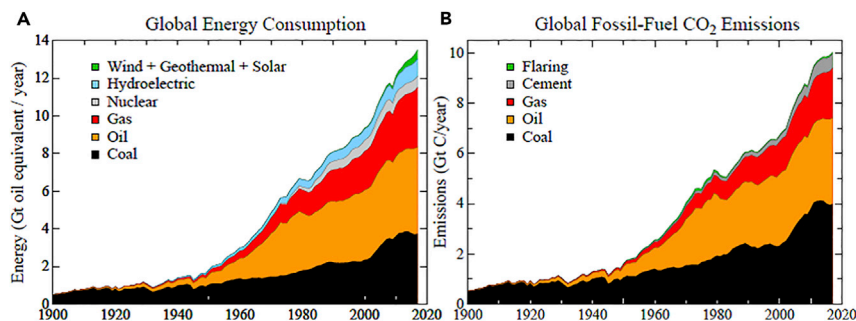 A
Global Energy Consumption
Energy (Gt oil equivalent / year)
14
12
10
8
6
4
2
0
Wind + Geothermal + Solar
Hydroelectric
Nuclear
Gas
Oil
Coal
1900 1920 1940 1960 1980 2000 2020
B
Global Fossil-Fuel CO₂ Emissions
Emissions (Gt C/year)
10
8
6
4
2
0
Flaring
Cement
Gas
Oil
Coal
1900 1920 1940 1960 1980 2000 2020